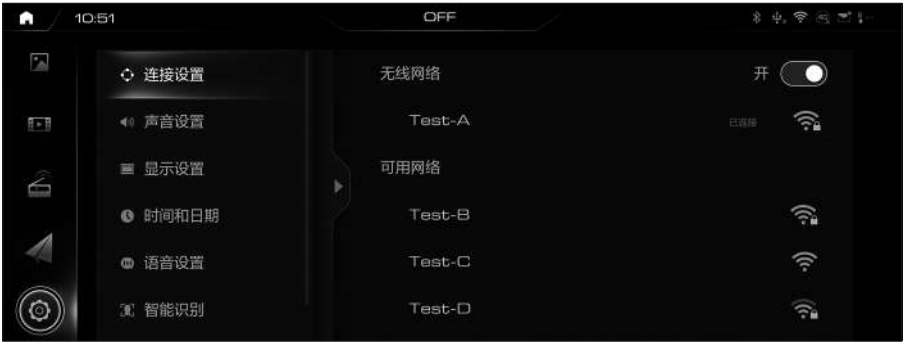 10:51
OFF
4G
连接设置
声音设置
显示设置
时间和日期
语音设置
智能识别
无线网络
开
Test-A
已连接
可用网络
Test-B
Test-C
Test-D